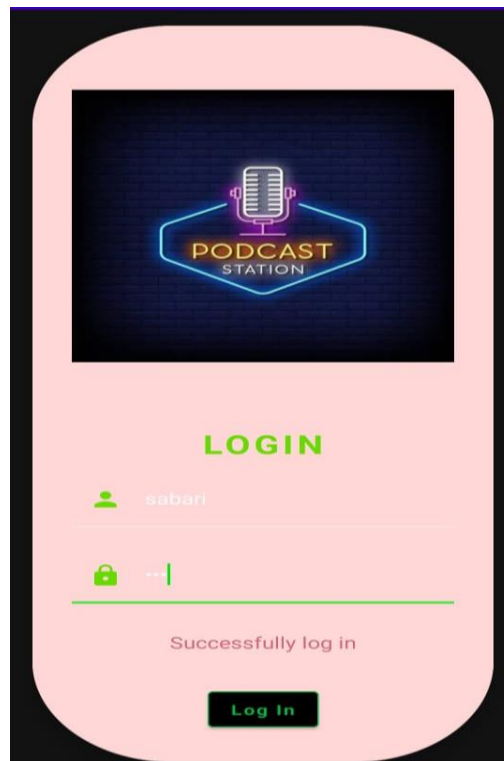 PODCAST
STATION
LOGIN
sabari
•••
Successfully log in
Log In